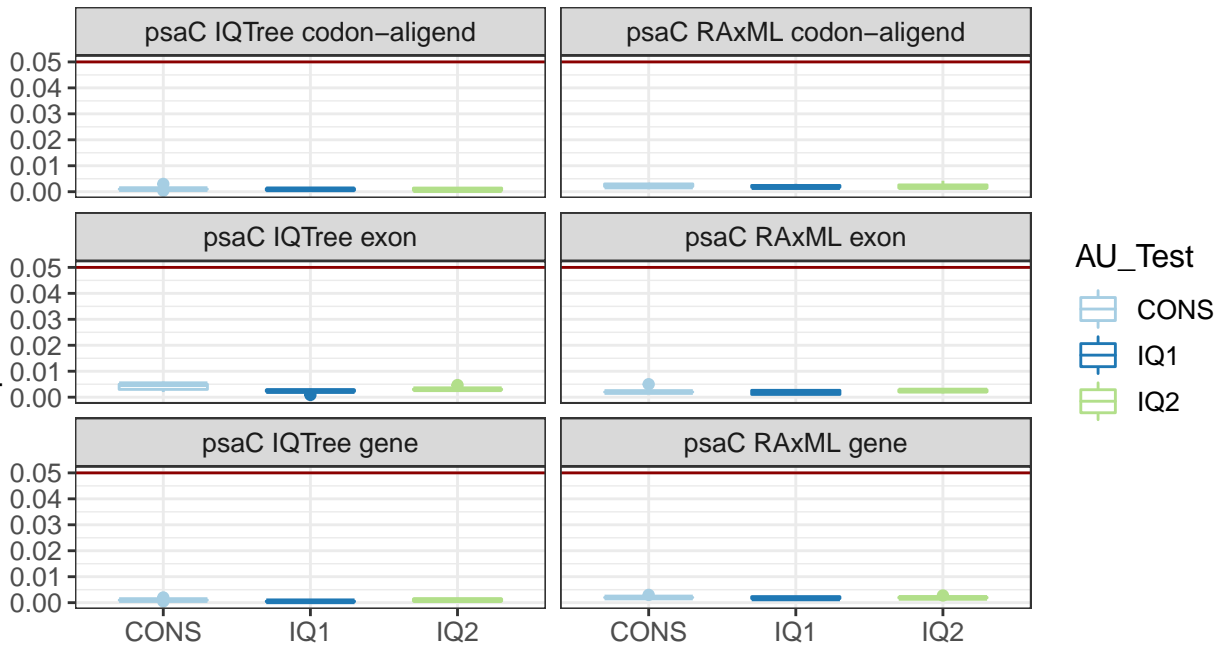 psaC IQTree codon−aligend
psaC RAxML codon−aligend
0.05
0.04
0.03
0.02
0.01
0.00
psaC IQTree exon
psaC RAxML exon
0.05
0.04
0.03
0.02
0.01
0.00
psaC IQTree gene
psaC RAxML gene
0.05
0.04
0.03
0.02
0.01
0.00
CONS
IQ1
IQ2
CONS
IQ1
IQ2
AU_Test
CONS
IQ1
IQ2